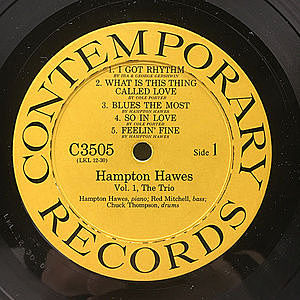 CONTEMPORARY
1. I GOT RHYTHM
BY IRA & GEORGE GERSHWIN
2. WHAT IS THIS THING
CALLED LOVE
BY COLE PORTER
3. BLUES THE MOST
BY HAMPTON HAWES
4. SO IN LOVE
BY COLE PORTER
5. FEELIN' FINE
BY HAMPTON HAWES
C3505
(LKL 12-30)
Side 1
Hampton Hawes
Vol. 1, The Trio
Hampton Hawes, piano; Red Mitchell, bass;
Chuck Thompson, drums
RECORDS